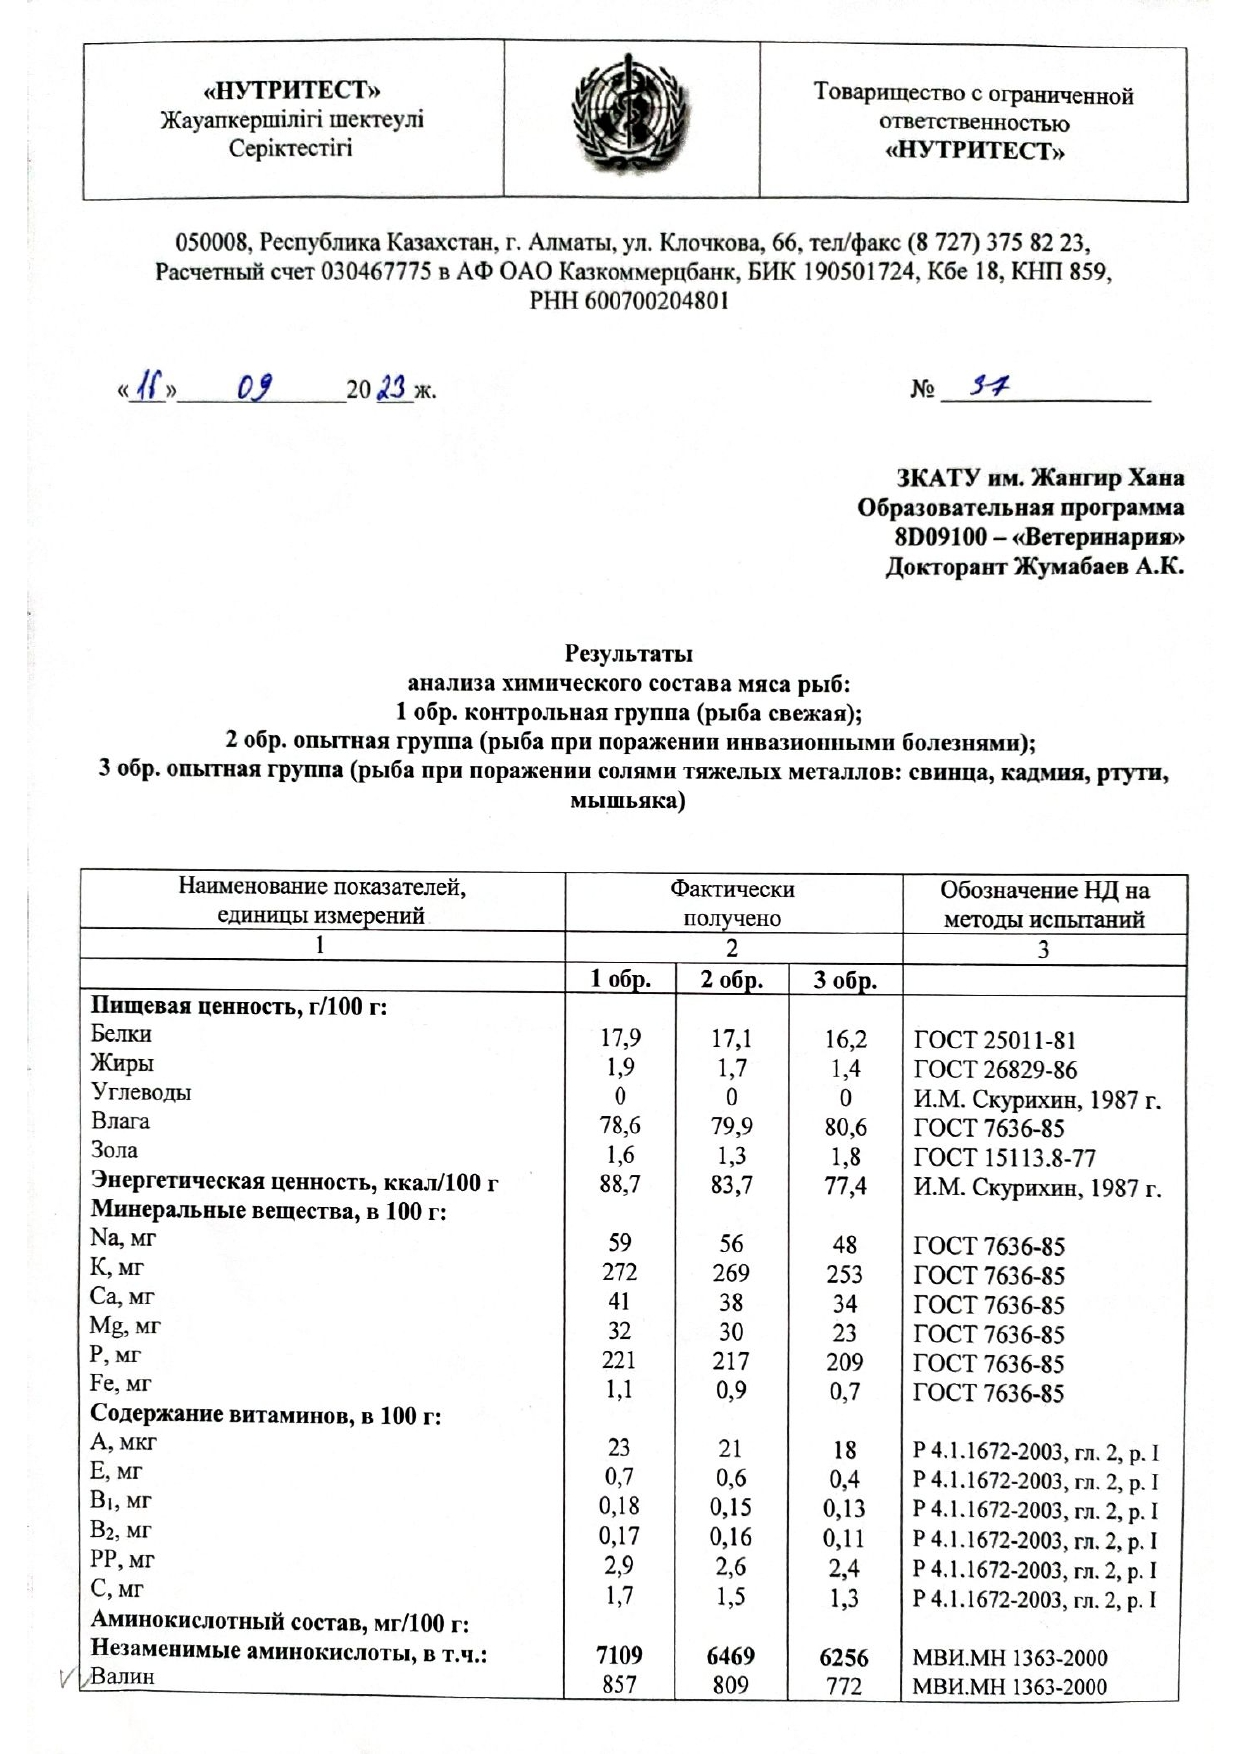 «НУТРИТЕСТ»
Жауапкершілігі шектеулі
Серіктестігі
Товарищество с ограниченной
ответственностью
«НУТРИТЕСТ»
050008, Республика Казахстан, г. Алматы, ул. Клочкова, 66, тел/факс (8 727) 375 82 23,
Расчетный счет 030467775 в АФ ОАО Казкоммерцбанк, БИК 190501724, Кбе 18, КНП 859,
РНН 600700204801
« » 09 2023 ж. № 37
ЗКАТУ им. Жангир Хана
Образовательная программа
8D09100 – «Ветеринария»
Докторант Жумабаев А.К.
Результаты
анализа химического состава мяса рыб:
1 обр. контрольная группа (рыба свежая);
2 обр. опытная группа (рыба при поражении инвазионными болезнями);
3 обр. опытная группа (рыба при поражении солями тяжелых металлов: свинца, кадмия, ртути,
мышьяка)
Наименование показателей, Фактически Обозначение НД на
единицы измерений получено методы испытаний
1 2 3
1 обр. 2 обр. 3 обр.
Пищевая ценность, г/100 г:
Белки 17,9 17,1 16,2 ГОСТ 25011-81
Жиры 1,9 1,7 1,4 ГОСТ 26829-86
Углеводы 0 0 0 И.М. Скурихин, 1987 г.
Влага 78,6 79,9 80,6 ГОСТ 7636-85
Зола 1,6 1,3 1,8 ГОСТ 15113.8-77
Энергетическая ценность, ккал/100 г 88,7 83,7 77,4 И.М. Скурихин, 1987 г.
Минеральные вещества, в 100 г:
Na, мг 59 56 48 ГОСТ 7636-85
К, мг 272 269 253 ГОСТ 7636-85
Са, мг 41 38 34 ГОСТ 7636-85
Mg, мг 32 30 23 ГОСТ 7636-85
Р, мг 221 217 209 ГОСТ 7636-85
Fe, мг 1,1 0,9 0,7 ГОСТ 7636-85
Содержание витаминов, в 100 г:
А, мкг 23 21 18 Р 4.1.1672-2003, гл. 2, р. I
Е, мг 0,7 0,6 0,4 Р 4.1.1672-2003, гл. 2, р. I
В₁, мг 0,18 0,15 0,13 Р 4.1.1672-2003, гл. 2, р. I
В₂, мг 0,17 0,16 0,11 Р 4.1.1672-2003, гл. 2, р. I
РР, мг 2,9 2,6 2,4 Р 4.1.1672-2003, гл. 2, р. I
С, мг 1,7 1,5 1,3 Р 4.1.1672-2003, гл. 2, р. I
Аминокислотный состав, мг/100 г:
Незаменимые аминокислоты, в т.ч.: 7109 6469 6256 МВИ.МН 1363-2000
Валин 857 809 772 МВИ.МН 1363-2000